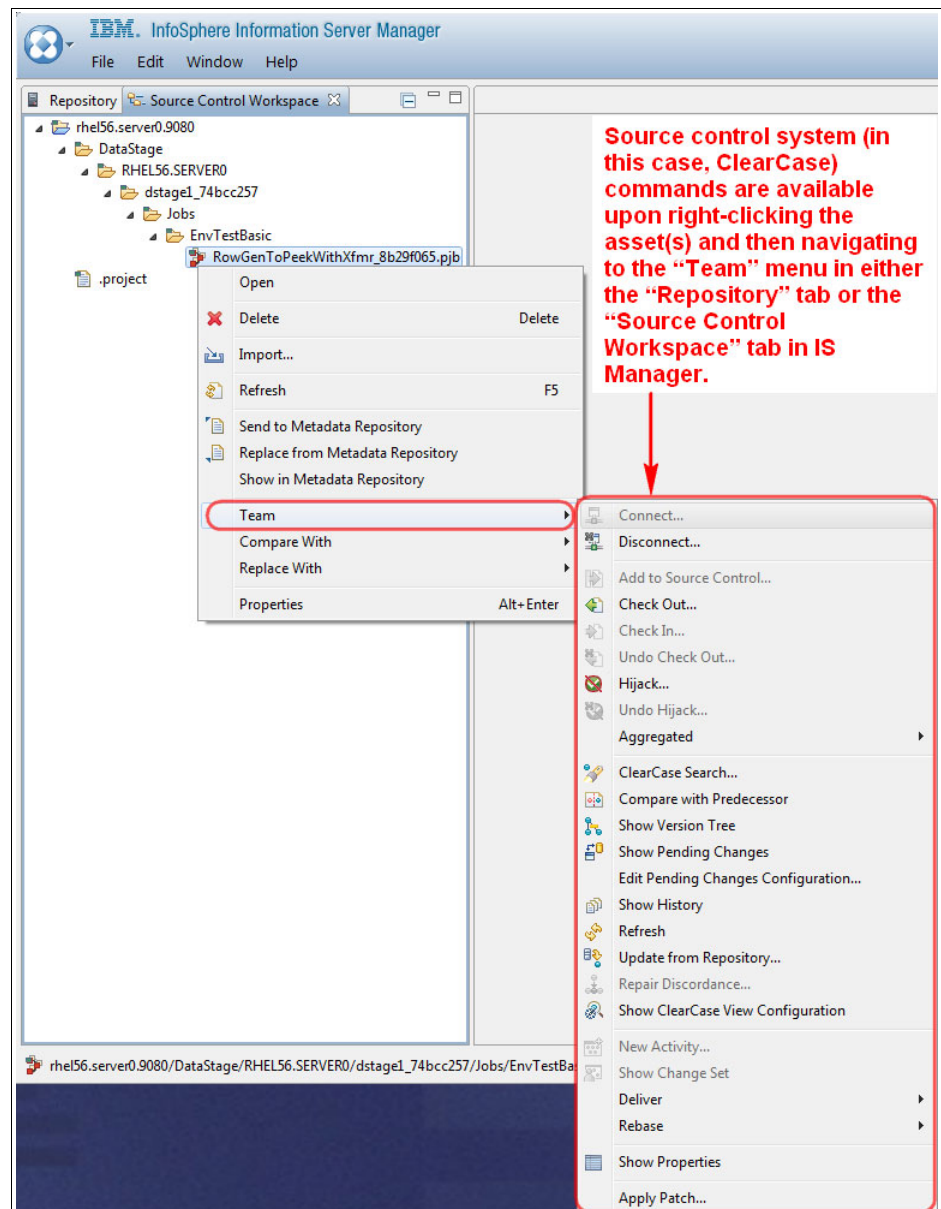 IBM. InfoSphere Information Server Manager
File Edit Window Help
Repository Source Control Workspace
rhel56.server0.9080
DataStage
RHEL56.SERVER0
dstage1_74bcc257
Jobs
EnvTestBasic
RowGenToPeekWithXfmr_8b29f065.pjb
.project
Source control system (in
this case, ClearCase)
commands are available
upon right-clicking the
asset(s) and then navigating
to the “Team” menu in either
the “Repository” tab or the
“Source Control
Workspace” tab in IS
Manager.
Open
Delete Delete
Import...
Refresh F5
Send to Metadata Repository
Replace from Metadata Repository
Show in Metadata Repository
Team
Compare With
Replace With
Properties Alt+Enter
Connect...
Disconnect...
Add to Source Control...
Check Out...
Check In...
Undo Check Out...
Hijack...
Undo Hijack...
Aggregated
ClearCase Search...
Compare with Predecessor
Show Version Tree
Show Pending Changes
Edit Pending Changes Configuration...
Show History
Refresh
Update from Repository...
Repair Discordance...
Show ClearCase View Configuration
New Activity...
Show Change Set
Deliver
Rebase
Show Properties
Apply Patch...
rhel56.server0.9080/DataStage/RHEL56.SERVER0/dstage1_74bcc257/Jobs/EnvTestBa